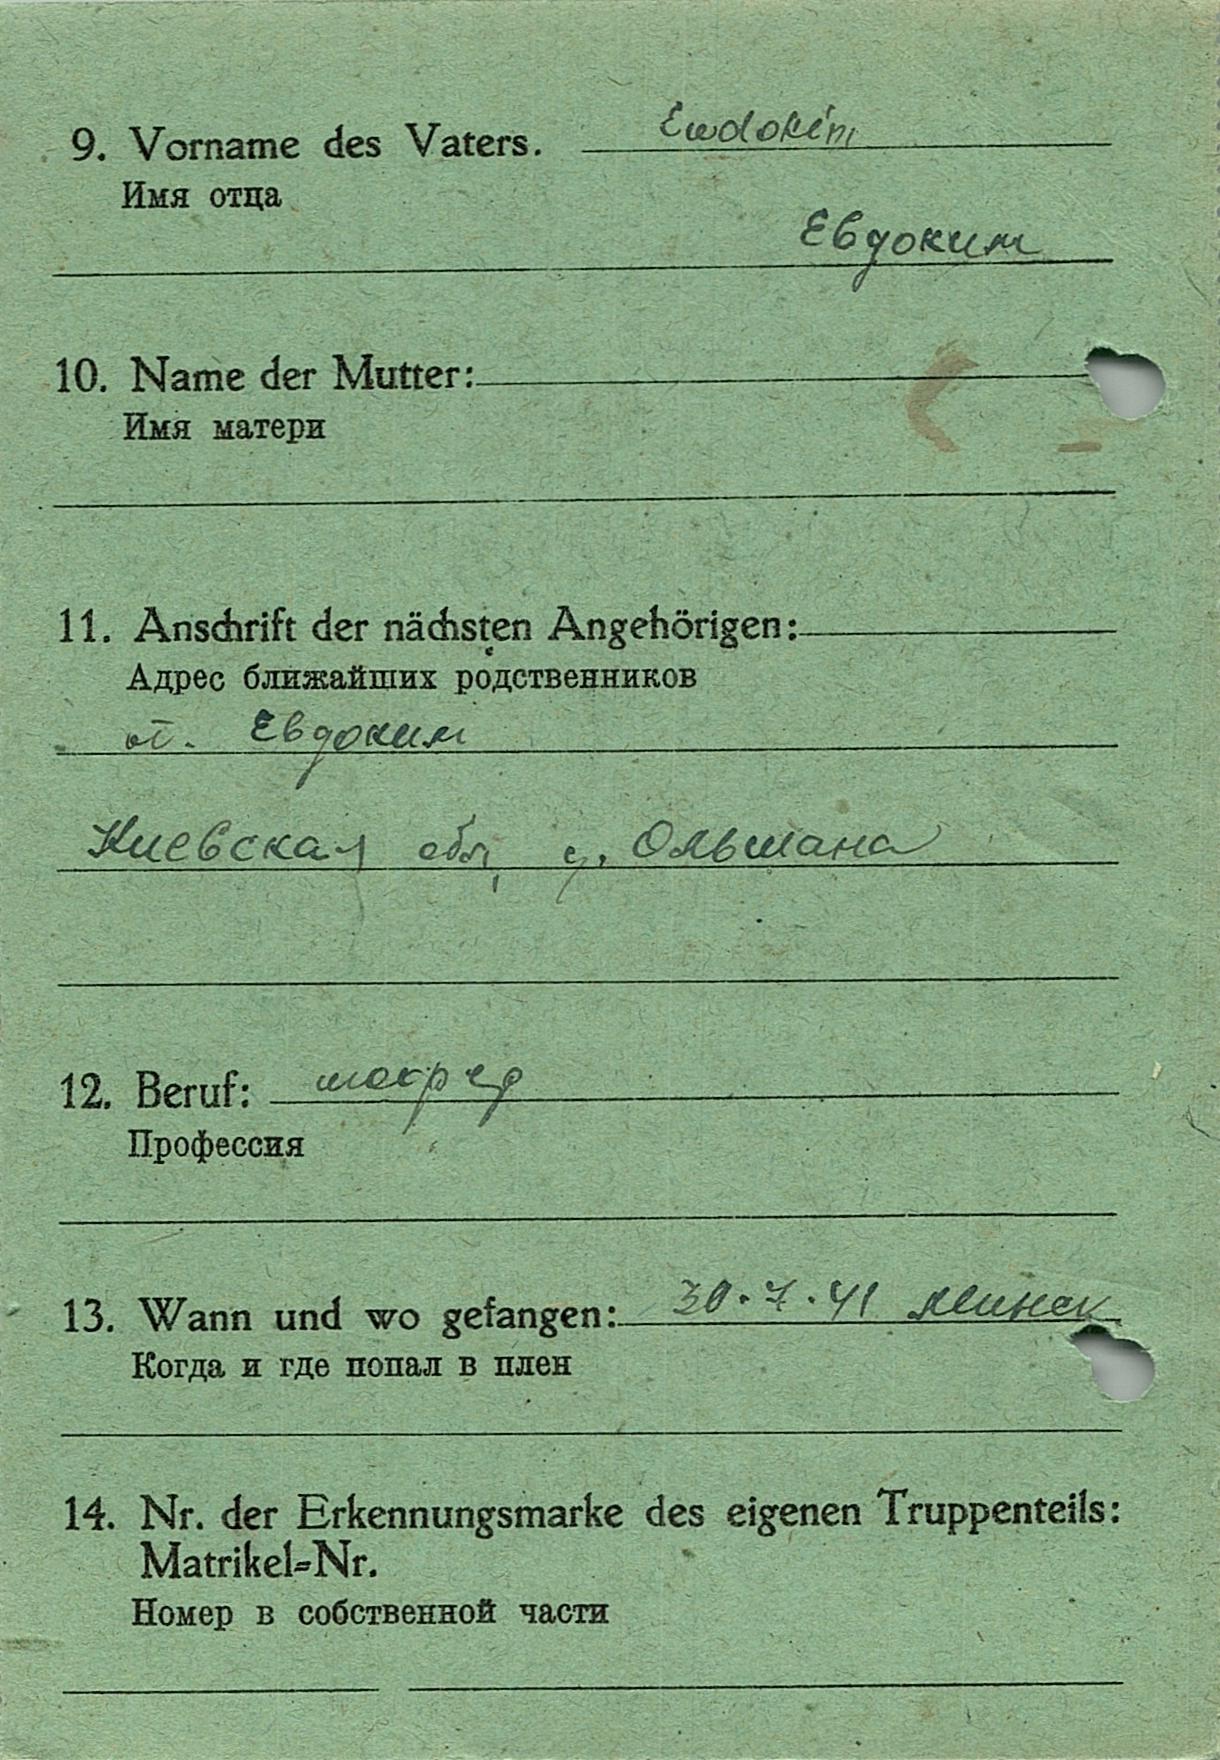 9. Vorname des Vaters. Ewdokim
Имя отца
Евдоким
10. Name der Mutter:
Имя матери
11. Anschrift der nächsten Angehörigen:
Адрес ближайших родственников
от. Евдоким
Киевская обл, с. Ольшана
12. Beruf:
Профессия
13. Wann und wo gefangen: 30.7.41 Минск
Когда и где попал в плен
14. Nr. der Erkennungsmarke des eigenen Truppenteils:
Matrikel-Nr.
Номер в собственной части